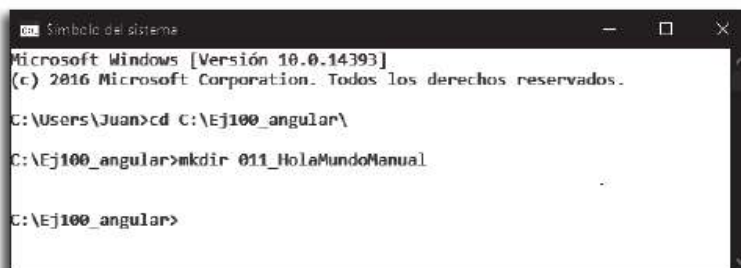 Símbolo del sistema
Microsoft Windows [Versión 10.0.14393]
(c) 2016 Microsoft Corporation. Todos los derechos reservados.
C:\Users\Juan>cd C:\Ej100_angular\
C:\Ej100_angular>mkdir 011_HolaMundoManual
C:\Ej100_angular>